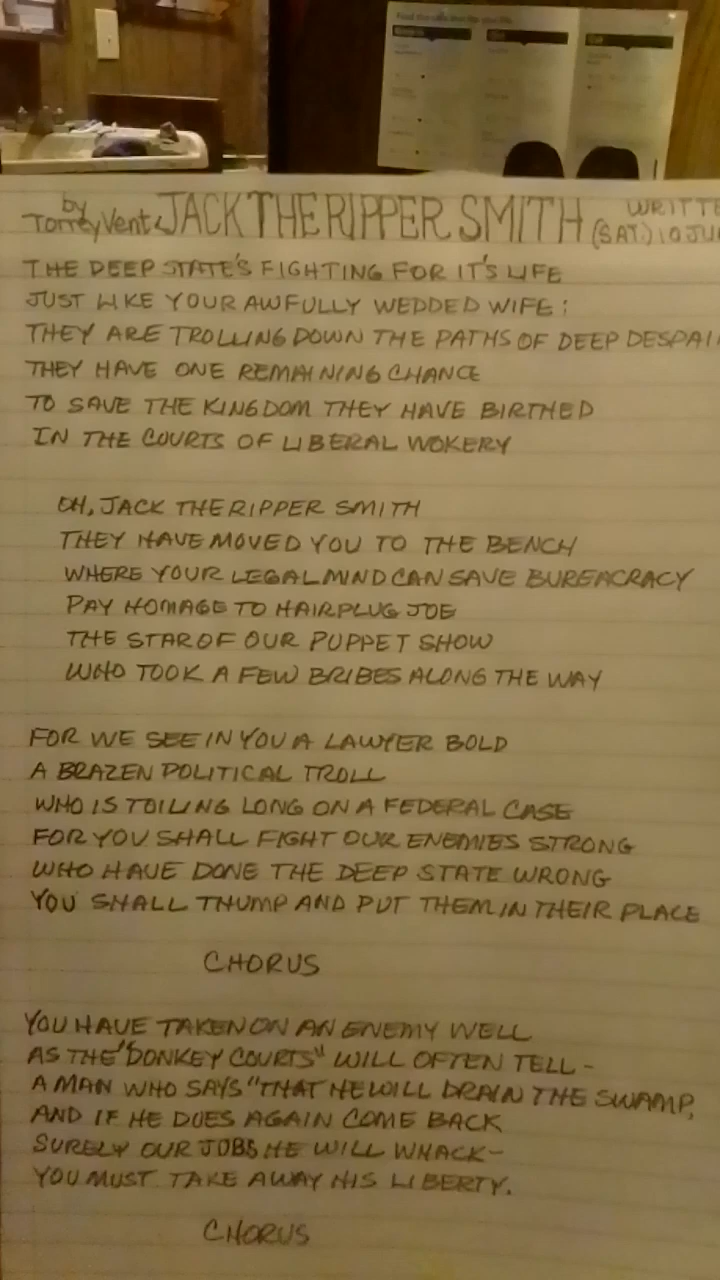 by
Torrey Vent. JACK THE RIPPER SMITH WRITTE
(SAT.) 10 JU
THE DEEP STATE'S FIGHTING FOR IT'S LIFE
JUST LIKE YOUR AWFULLY WEDDED WIFE:
THEY ARE TROLLING DOWN THE PATHS OF DEEP DESPAI
THEY HAVE ONE REMAINING CHANCE
TO SAVE THE KINGDOM THEY HAVE BIRTHED
IN THE COURTS OF LIBERAL WOKERY
OH, JACK THE RIPPER SMITH
THEY HAVE MOVED YOU TO THE BENCH
WHERE YOUR LEGAL MIND CAN SAVE BUREACRACY
PAY HOMAGE TO HAIRPLUG JOE
THE STAR OF OUR PUPPET SHOW
WHO TOOK A FEW BRIBES ALONG THE WAY
FOR WE SEE IN YOU A LAWYER BOLD
A BRAZEN POLITICAL TROLL
WHO IS TOILING LONG ON A FEDERAL CASE
FOR YOU SHALL FIGHT OUR ENEMIES STRONG
WHO HAVE DONE THE DEEP STATE WRONG
YOU SHALL THUMP AND PUT THEM IN THEIR PLACE
CHORUS
YOU HAVE TAKEN ON AN ENEMY WELL
AS THE "DONKEY COURTS" WILL OFTEN TELL -
A MAN WHO SAYS "THAT HE WILL DRAIN THE SWAMP,
AND IF HE DOES AGAIN COME BACK
SURELY OUR JOBS HE WILL WHACK -
YOU MUST TAKE AWAY HIS LIBERTY.
CHORUS